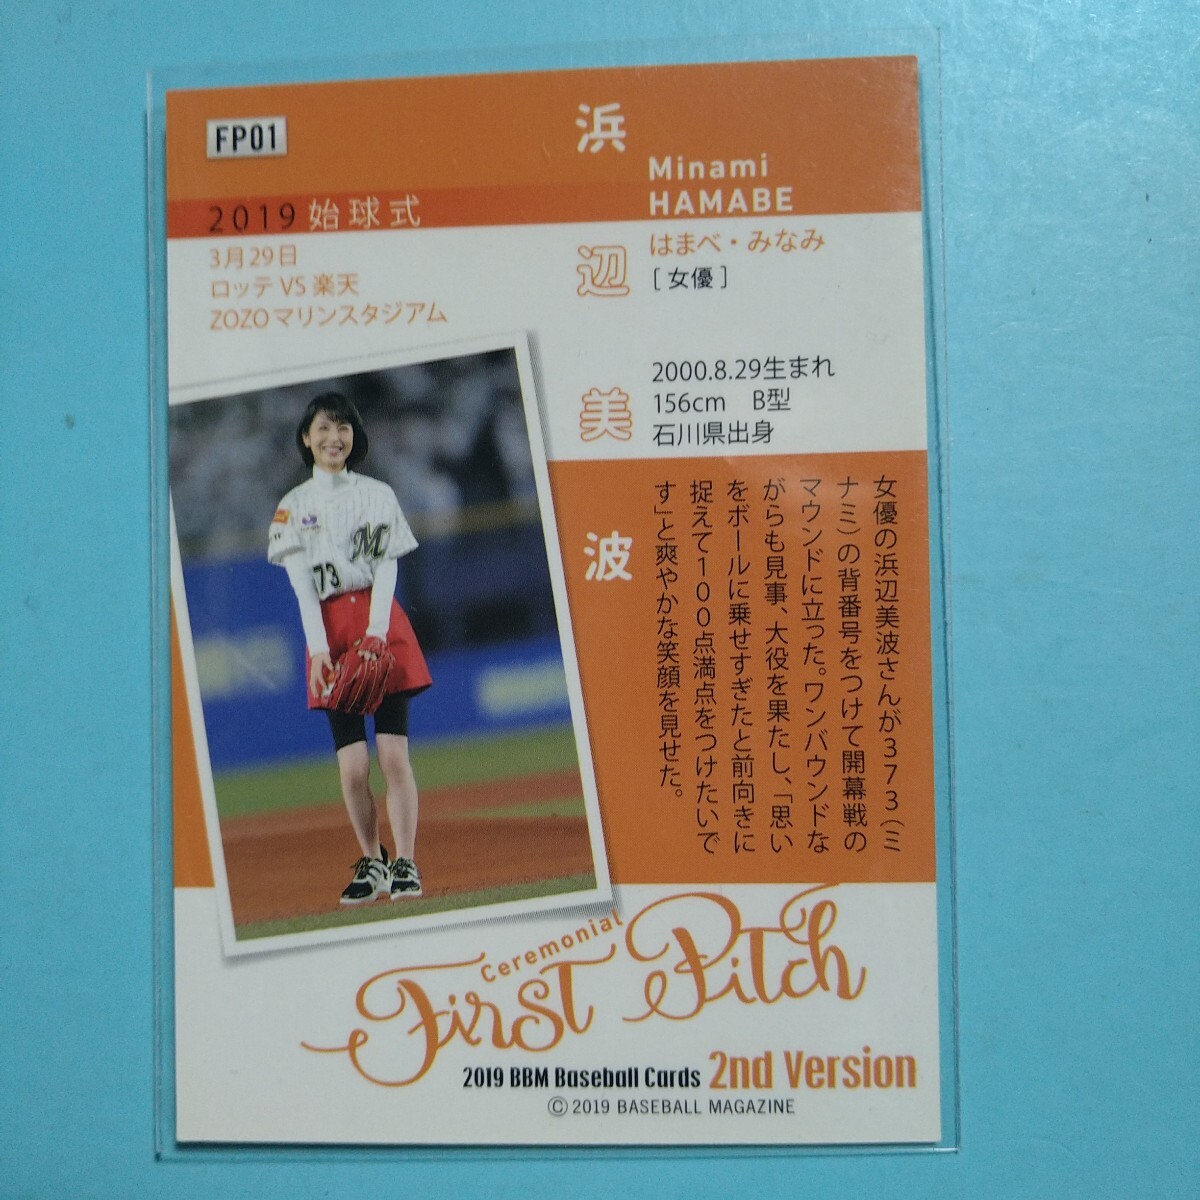 FP01
2019 始球式
3月29日
ロッテ VS 楽天
ZOZOマリンスタジアム
浜辺美波
Minami
HAMABE
はまべ・みなみ
[女優]
2000.8.29生まれ
156cm B型
石川県出身
女優の浜辺美波さんが373(ミ
ナミ)の背番号をつけて開幕戦の
マウンドに立った。ワンバウンドな
がらも見事、大役を果たし、「思い
をボールに乗せすぎたと前向きに
捉えて100点満点をつけたいで
す」と爽やかな笑顔を見せた。
M
73
Ceremonial
First Pitch
2019 BBM Baseball Cards 2nd Version
© 2019 BASEBALL MAGAZINE